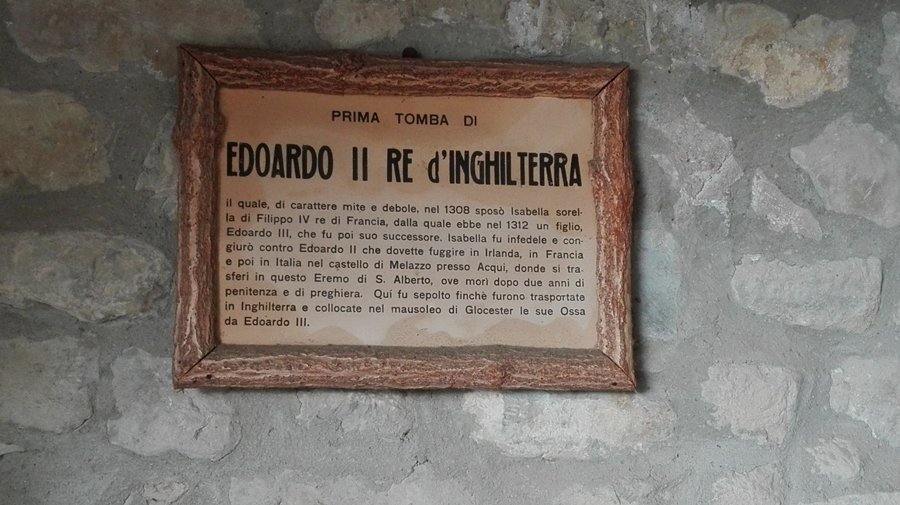 PRIMA TOMBA DI
EDOARDO II RE d'INGHILTERRA
il quale, di carattere mite e debole, nel 1308 sposò Isabella sorel-
la di Filippo IV re di Francia, dalla quale ebbe nel 1312 un figlio,
Edoardo III, che fu poi suo successore. Isabella fu infedele e con-
giurò contro Edoardo II che dovette fuggire in Irlanda, in Francia
e poi in Italia nel castello di Melazzo presso Acqui, donde si tra-
sferì in questo Eremo di S. Alberto, ove morì dopo due anni di
penitenza e di preghiera. Qui fu sepolto finchè furono trasportate
in Inghilterra e collocate nel mausoleo di Glocester le sue Ossa
da Edoardo III.